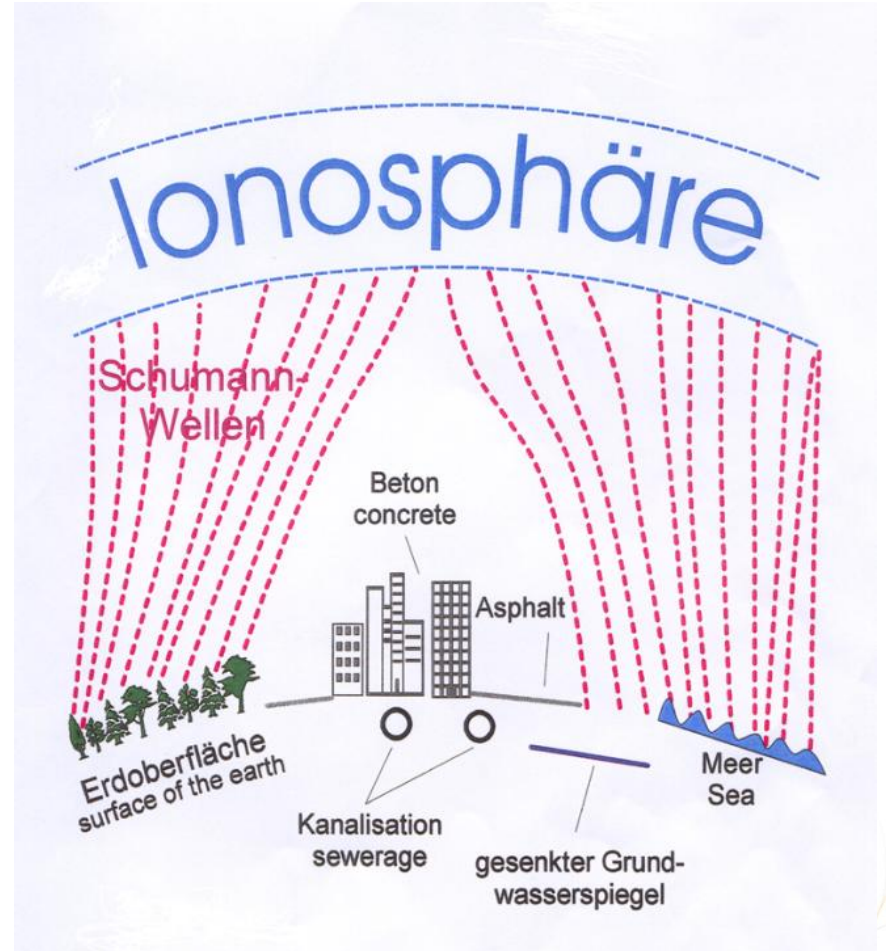 Ionosphäre
Schumann-
Wellen
Beton
concrete
Asphalt
Erdoberfläche
surface of the earth
Kanalisation
sewerage
gesenkter Grund-
wasserspiegel
Meer
Sea